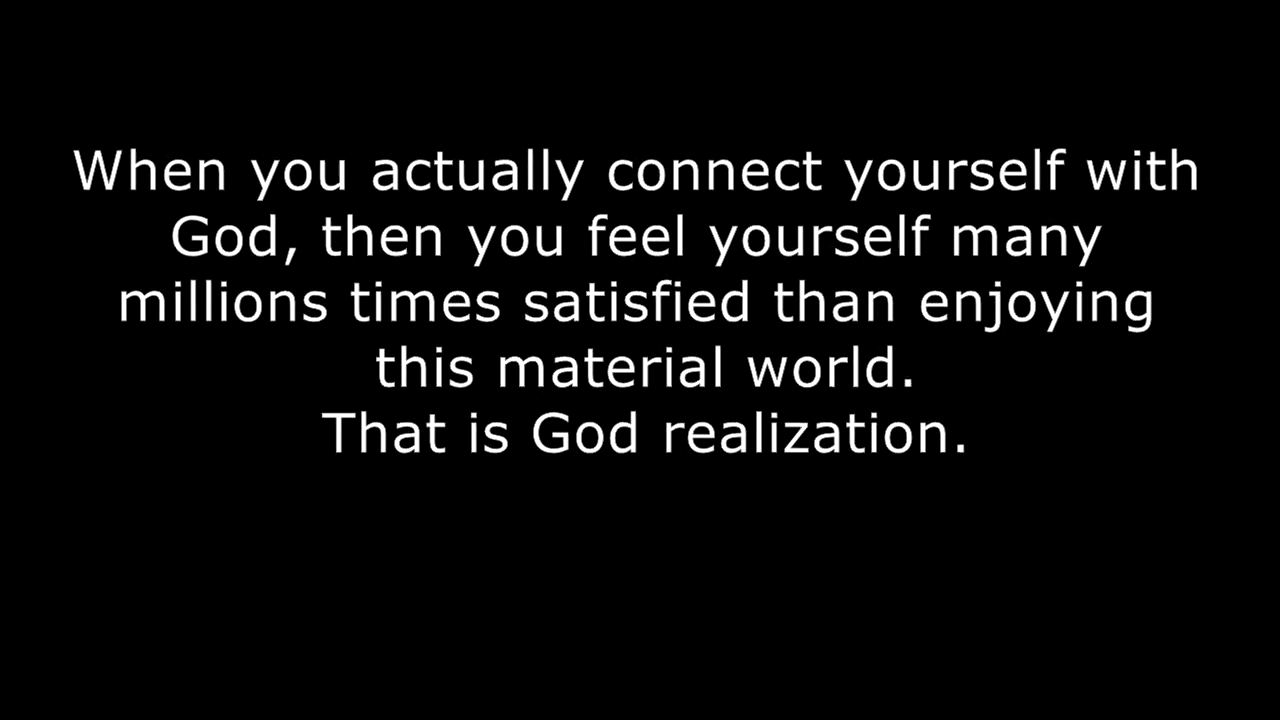 When you actually connect yourself with
God, then you feel yourself many
millions times satisfied than enjoying
this material world.
That is God realization.